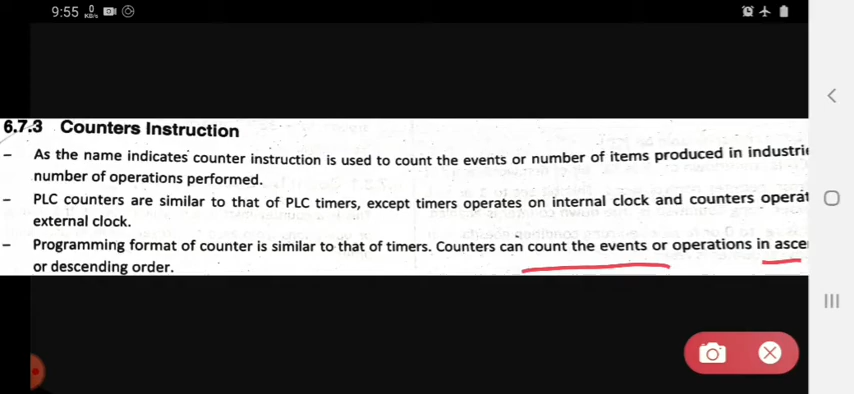 9:55 0 KB/s
6.7.3 Counters Instruction
– As the name indicates counter instruction is used to count the events or number of items produced in industrie
number of operations performed.
– PLC counters are similar to that of PLC timers, except timers operates on internal clock and counters operat
external clock.
– Programming format of counter is similar to that of timers. Counters can count the events or operations in asce
or descending order.